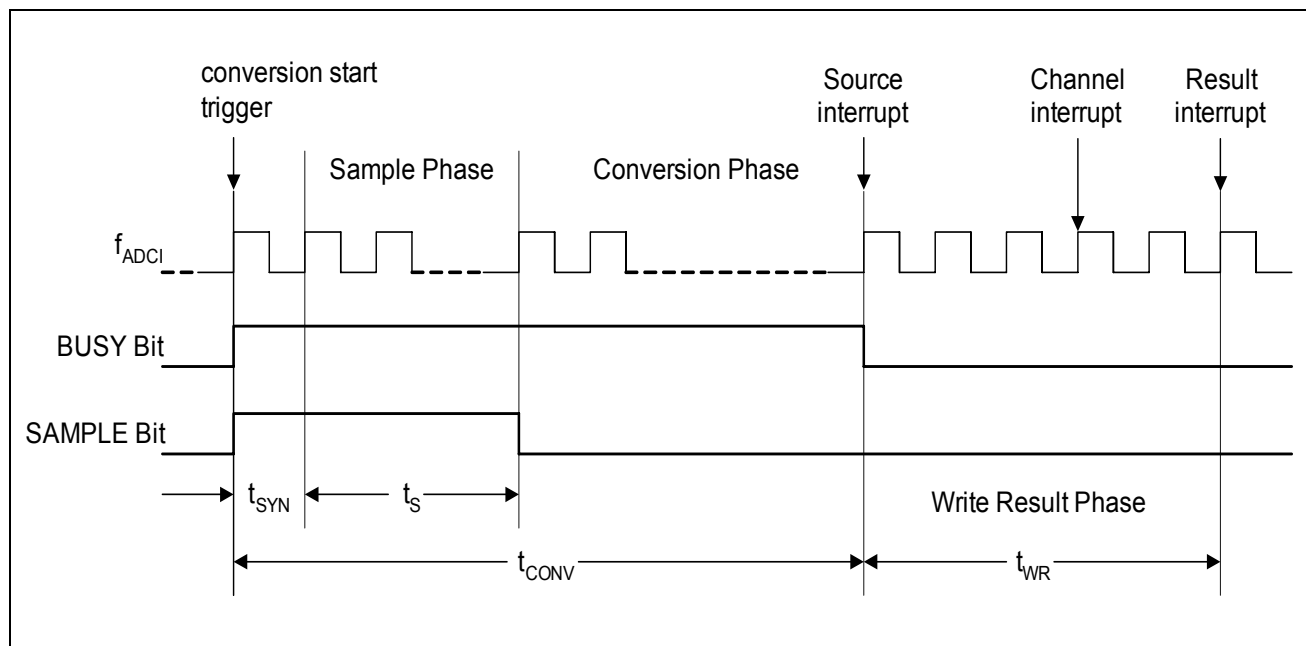 conversion start
trigger
Source
interrupt
Channel
interrupt
Result
interrupt
Sample Phase
Conversion Phase
fADCI
BUSY Bit
SAMPLE Bit
tSYN
tS
Write Result Phase
tCONV
tWR